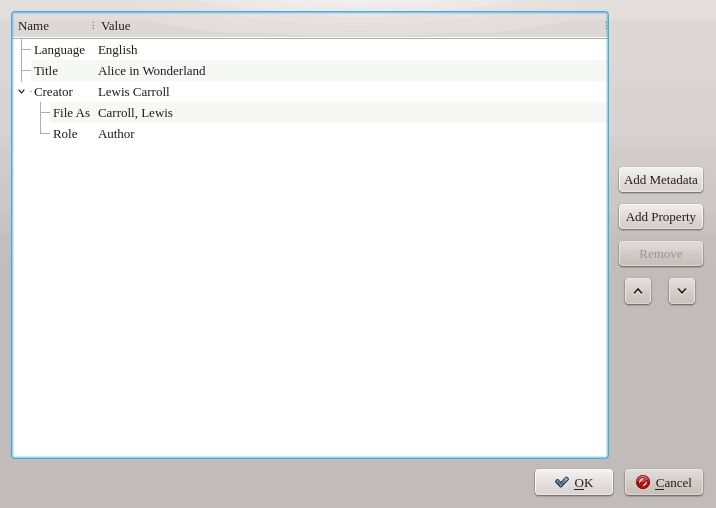 Name Value
Language English
Title Alice in Wonderland
Creator Lewis Carroll
File As Carroll, Lewis
Role Author
Add Metadata
Add Property
Remove
OK Cancel